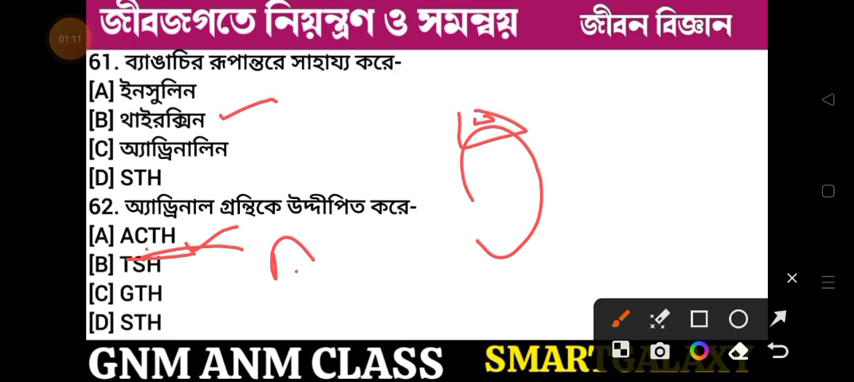 জীবজগতে নিয়ন্ত্রণ ও সমন্বয় জীবন বিজ্ঞান
01:11
61. ব্যাঙাচির রূপান্তরে সাহায্য করে-
[A] ইনসুলিন
[B] থাইরক্সিন
[C] অ্যাড্রিনালিন
[D] STH
62. অ্যাড্রিনাল গ্রন্থিকে উদ্দীপিত করে-
[A] ACTH
[B] TSH
[C] GTH
[D] STH
GNM ANM CLASS SMART GALAXY